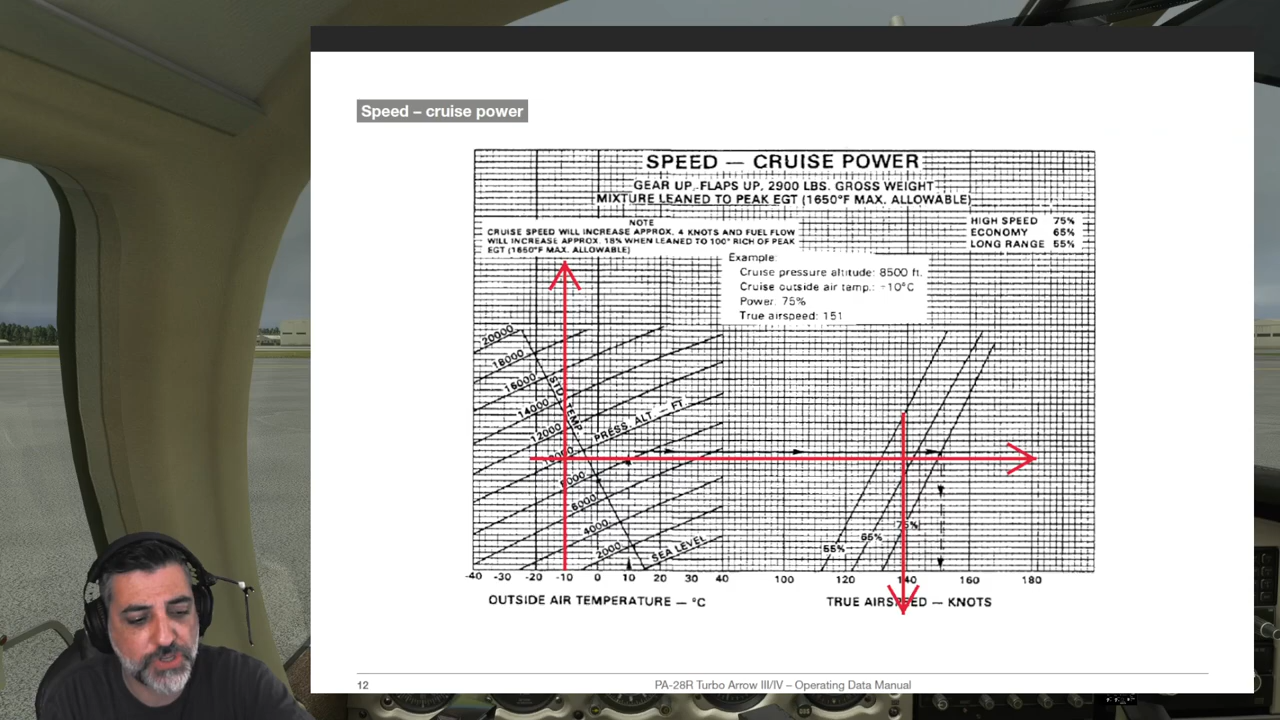 Speed – cruise power
SPEED — CRUISE POWER
GEAR UP, FLAPS UP, 2900 LBS. GROSS WEIGHT
MIXTURE LEANED TO PEAK EGT (1650°F MAX. ALLOWABLE)
NOTE
CRUISE SPEED WILL INCREASE APPROX. 4 KNOTS AND FUEL FLOW
WILL INCREASE APPROX. 18% WHEN LEANED TO 100° RICH OF PEAK
EGT (1650°F MAX. ALLOWABLE)
HIGH SPEED 75%
ECONOMY 65%
LONG RANGE 55%
Example:
Cruise pressure altitude: 8500 ft.
Cruise outside air temp.: -10°C
Power: 75%
True airspeed: 151
20000
18000
16000
14000
12000
8000
6000
4000
2000
SEA LEVEL
STD TEMP
PRESS. ALT. — FT.
55%
65%
75%
-40 -30 -20 -10 0 10 20 30 40 100 120 140 160 180
OUTSIDE AIR TEMPERATURE — °C
TRUE AIRSPEED — KNOTS
12
PA-28R Turbo Arrow III/IV – Operating Data Manual